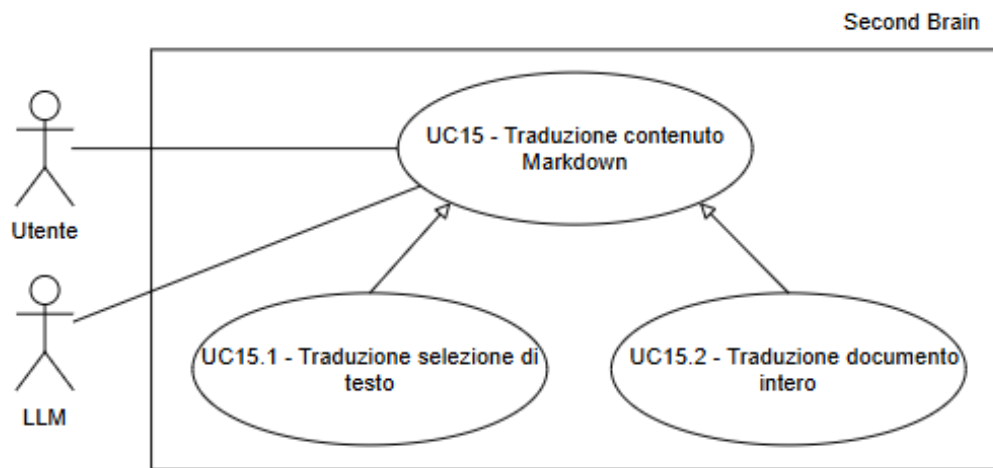 Second Brain
UC15 - Traduzione contenuto
Markdown
Utente
UC15.1 - Traduzione selezione di
testo
UC15.2 - Traduzione documento
intero
LLM